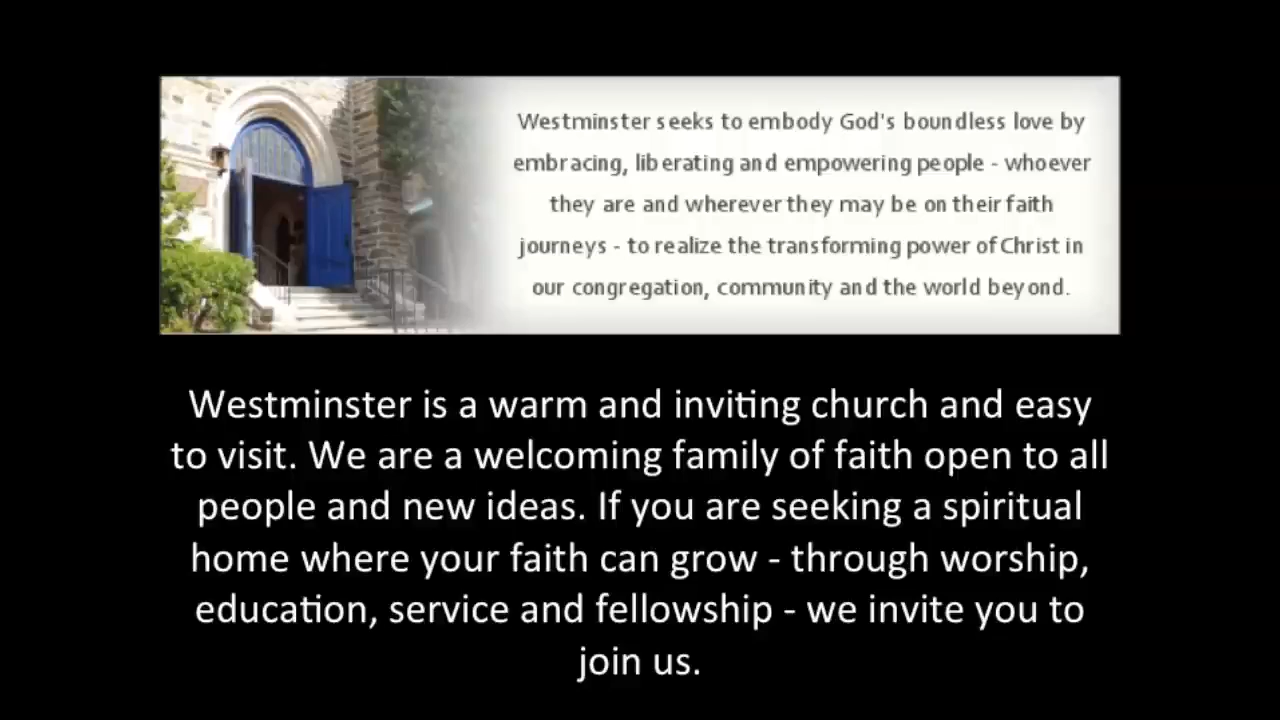 Westminster seeks to embody God's boundless love by
embracing, liberating and empowering people - whoever
they are and wherever they may be on their faith
journeys - to realize the transforming power of Christ in
our congregation, community and the world beyond.
Westminster is a warm and inviting church and easy
to visit. We are a welcoming family of faith open to all
people and new ideas. If you are seeking a spiritual
home where your faith can grow - through worship,
education, service and fellowship - we invite you to
join us.